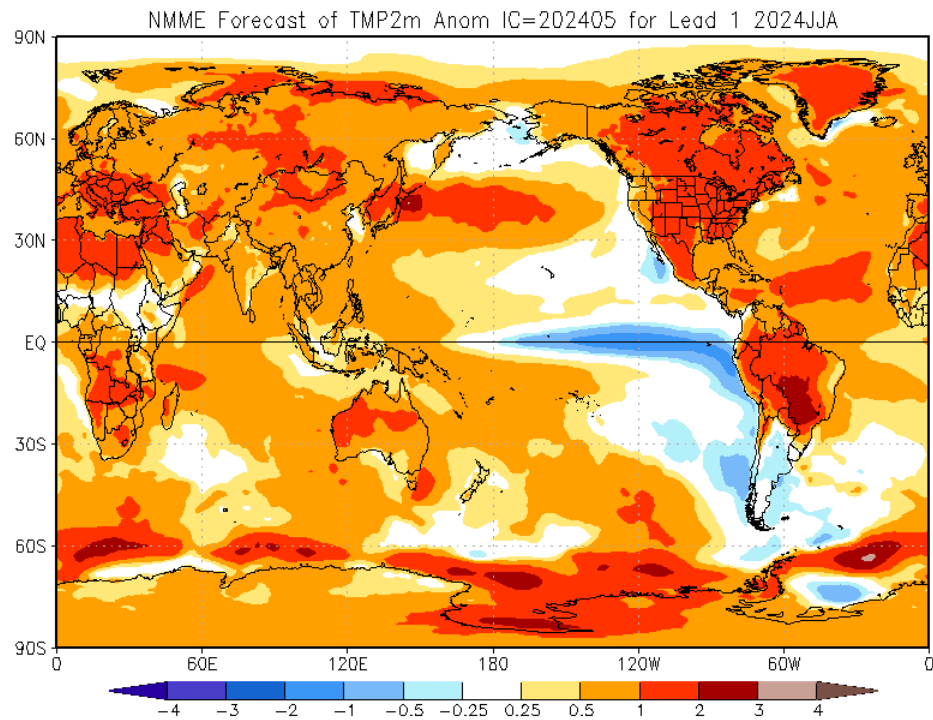 NMME Forecast of TMP2m Anom IC=202405 for Lead 1 2024JJA
90N
60N
30N
EQ
30S
60S
90S
0 60E 120E 180 120W 60W 0
-4 -3 -2 -1 -0.5 -0.25 0.25 0.5 1 2 3 4